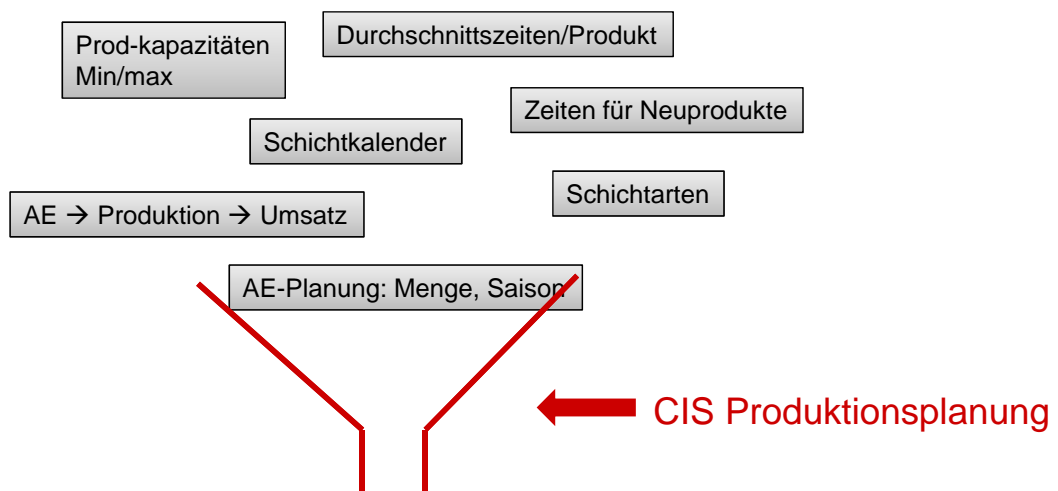 Prod-kapazitäten
Min/max
Durchschnittszeiten/Produkt
Zeiten für Neuprodukte
Schichtkalender
Schichtarten
AE → Produktion → Umsatz
AE-Planung: Menge, Saison
CIS Produktionsplanung